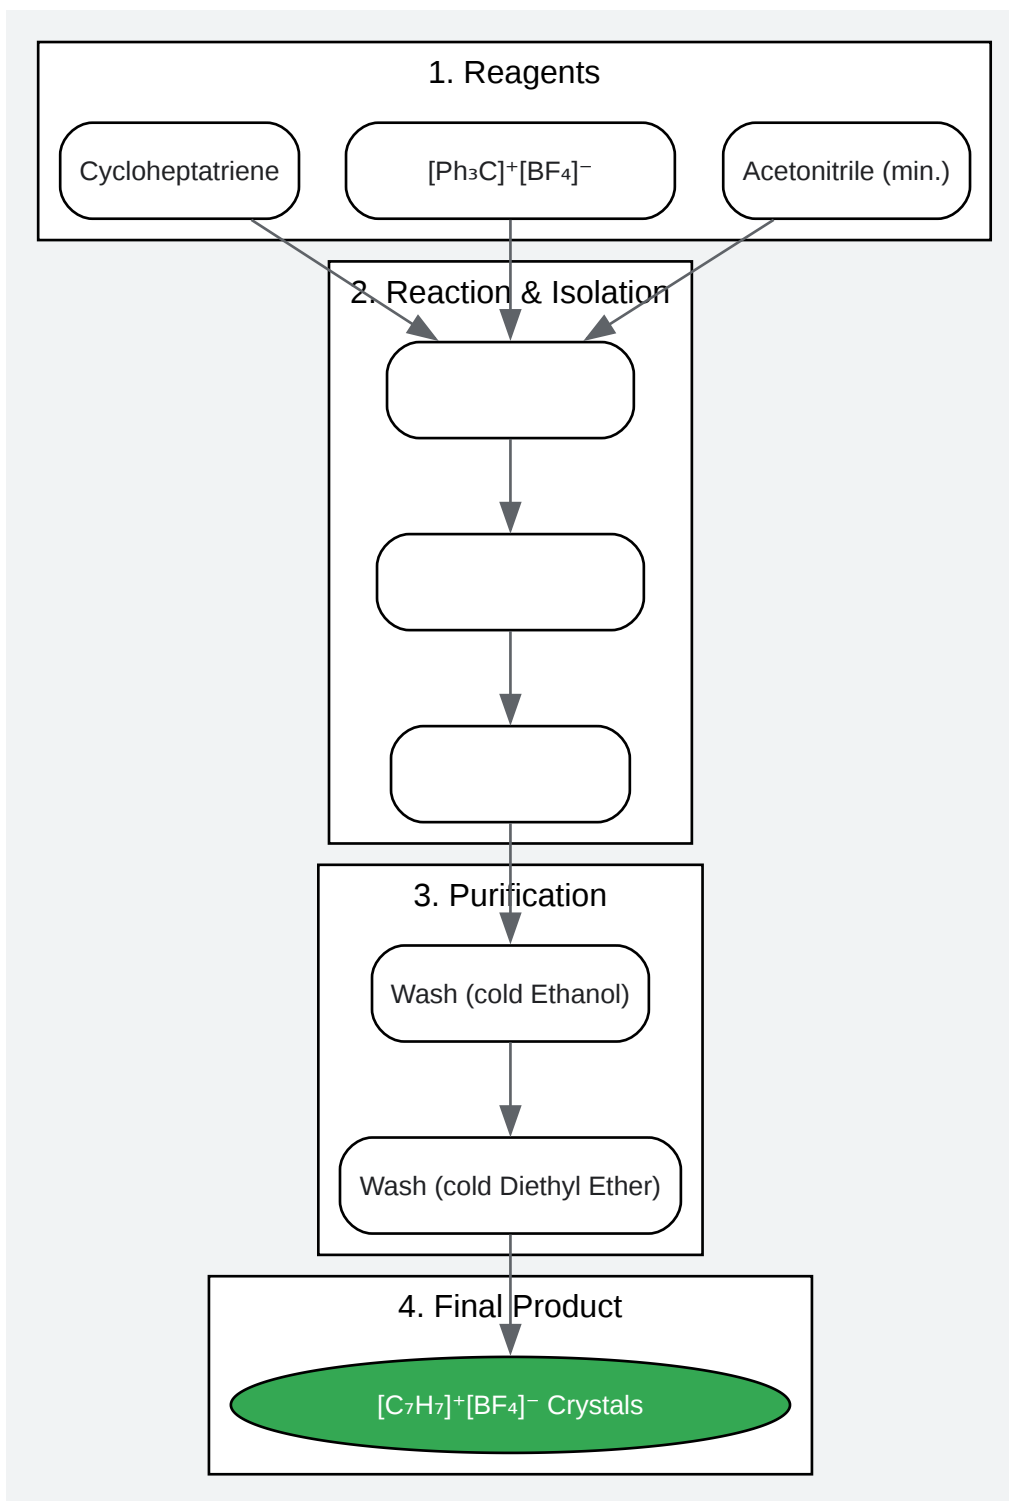 1. Reagents
Cycloheptatriene
[Ph₃C]⁺[BF₄]⁻
Acetonitrile (min.)
2. Reaction & Isolation
3. Purification
Wash (cold Ethanol)
Wash (cold Diethyl Ether)
4. Final Product
[C₇H₇]⁺[BF₄]⁻ Crystals